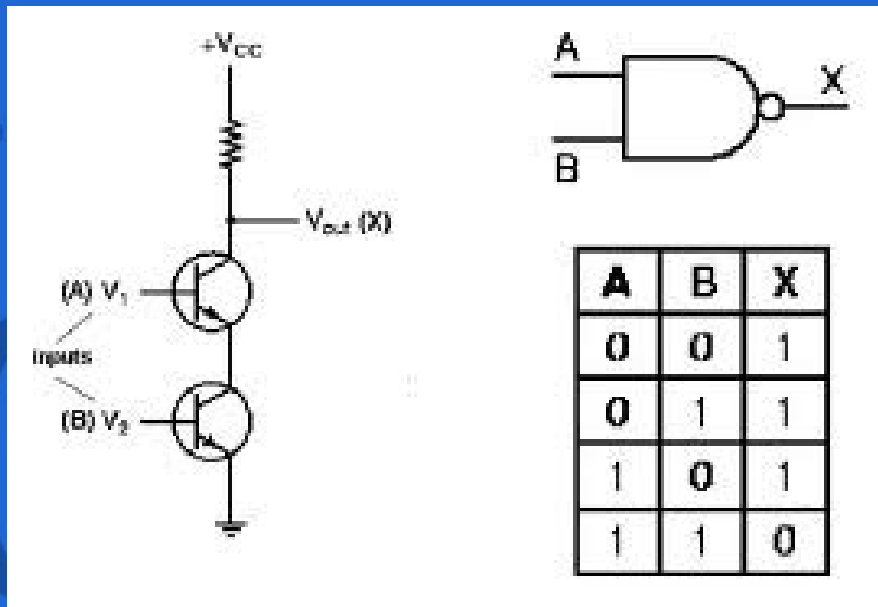 +VCC
Vout (X)
(A) V1
inputs
(B) V2
A
X
B
A B X
0 0 1
0 1 1
1 0 1
1 1 0